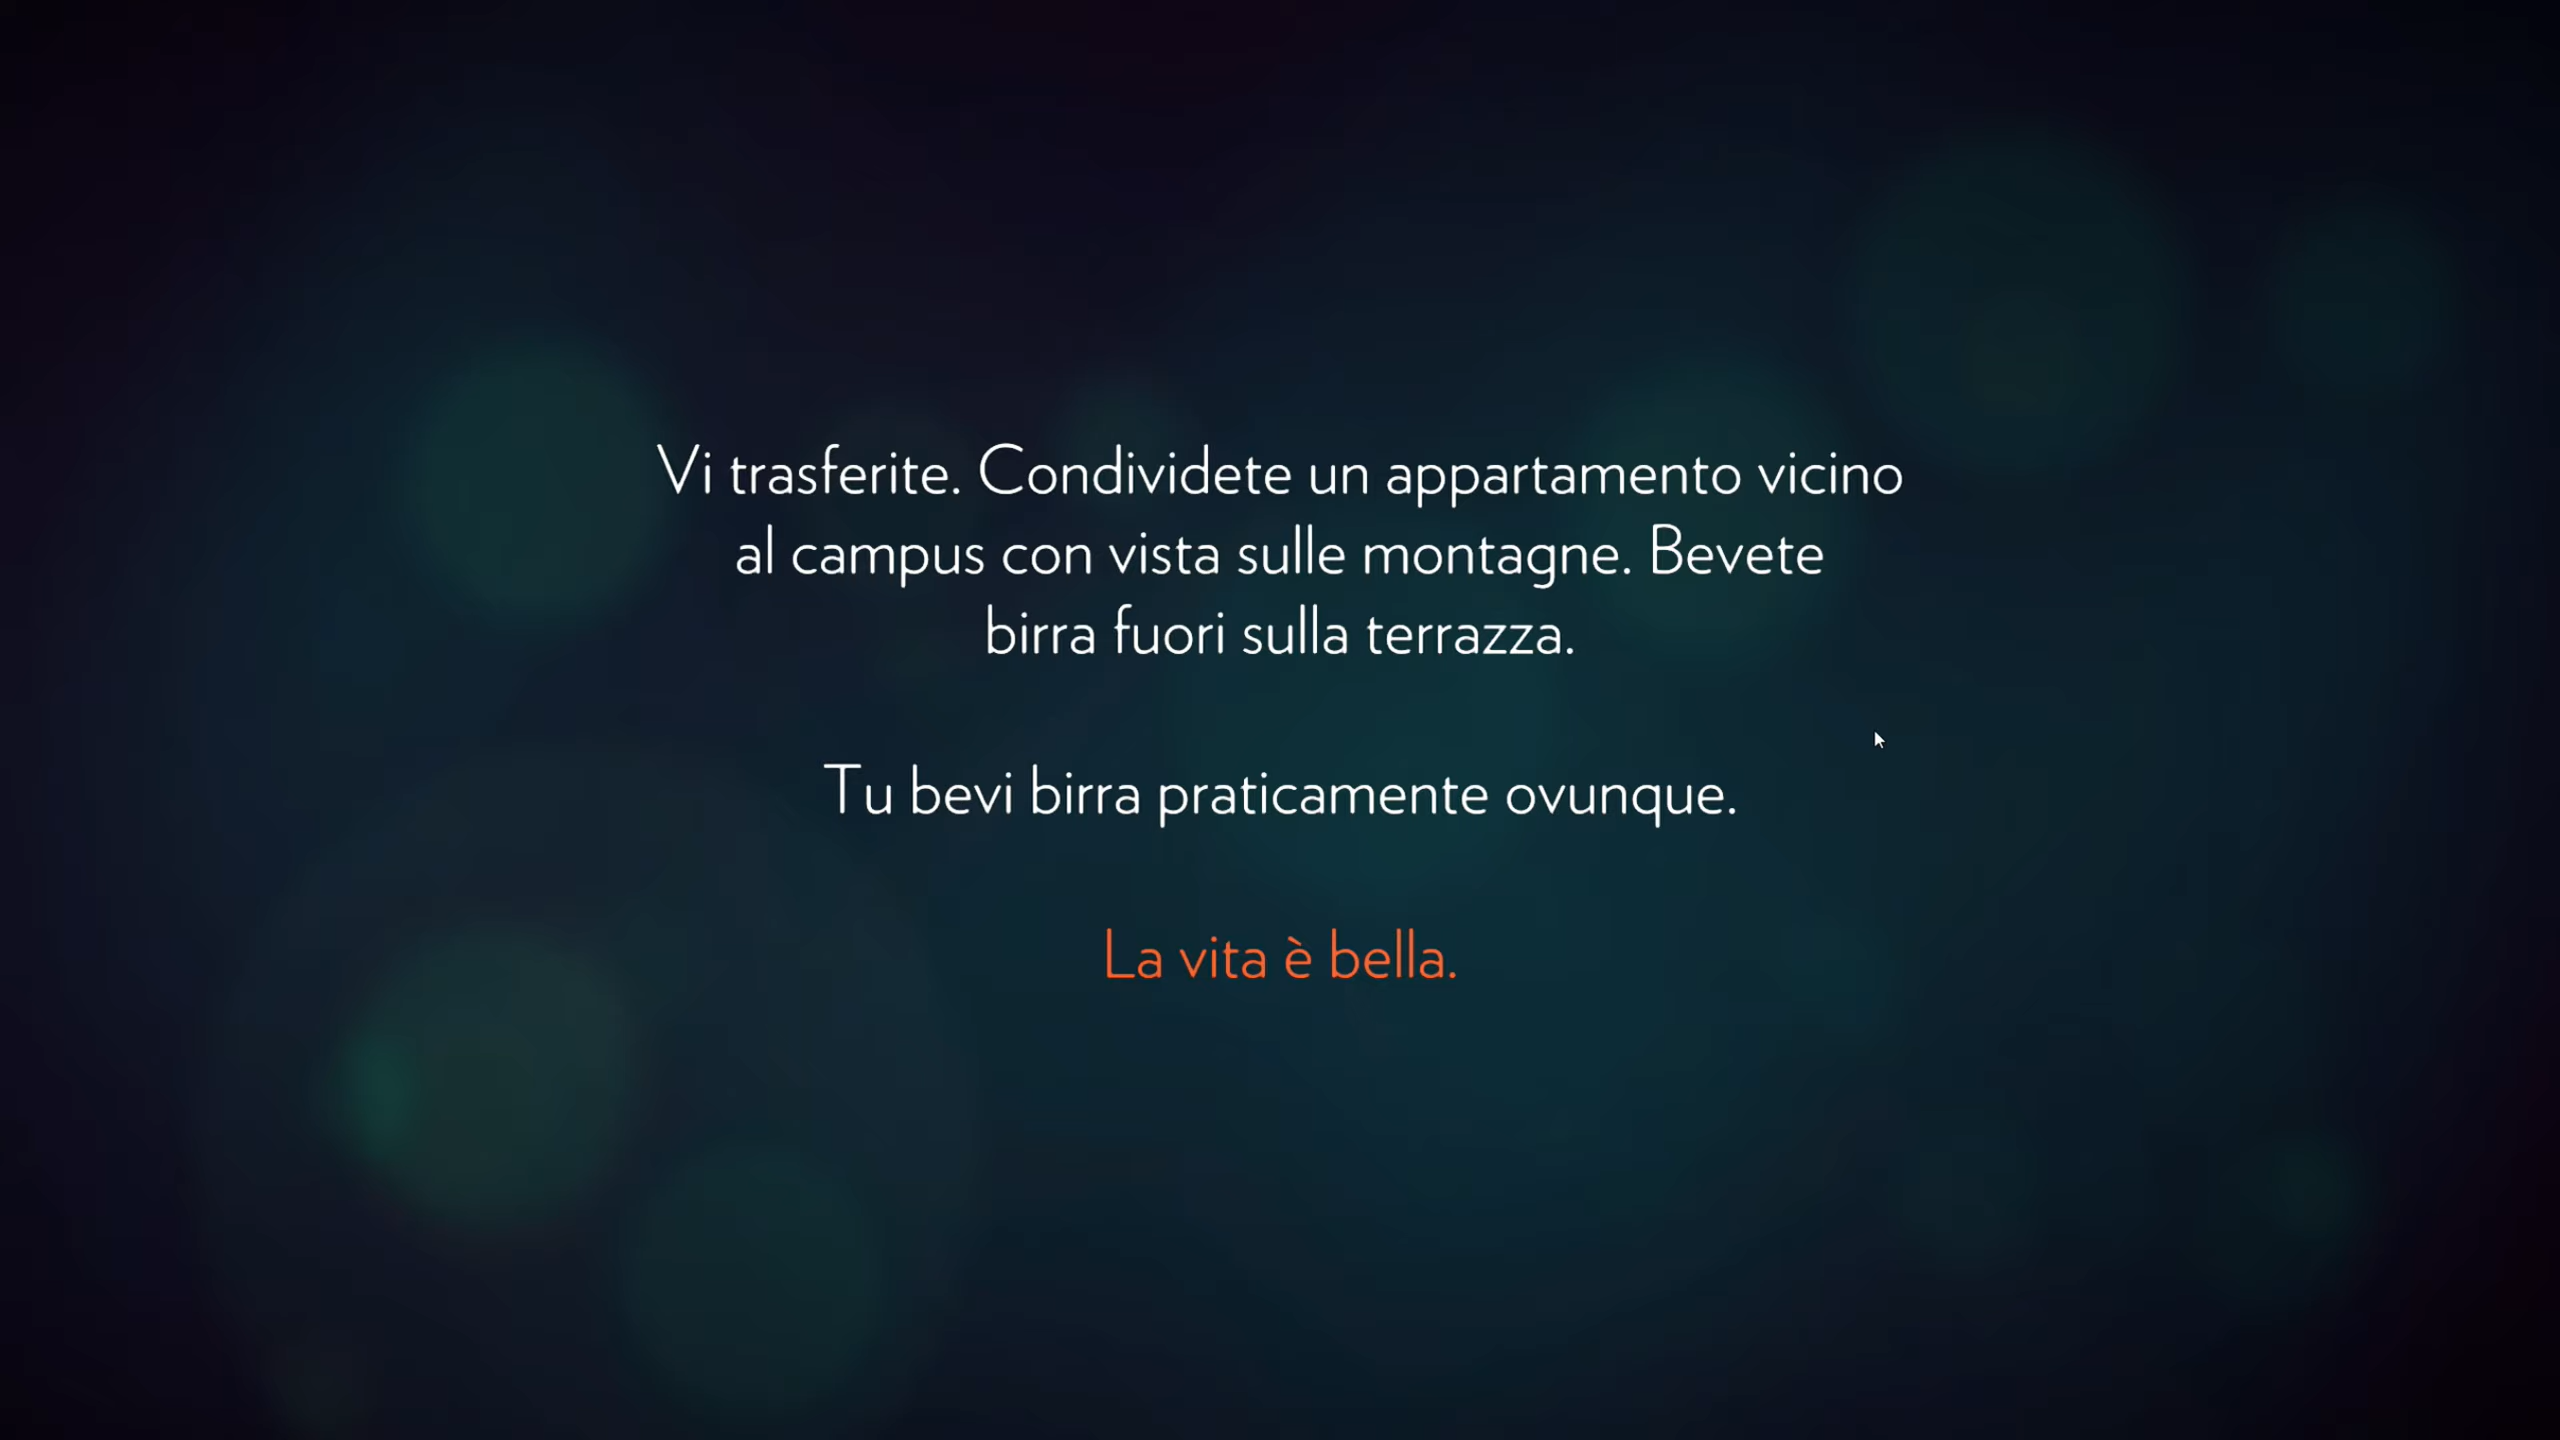 Vi trasferite. Condividete un appartamento vicino
al campus con vista sulle montagne. Bevete
birra fuori sulla terrazza.
Tu bevi birra praticamente ovunque.
La vita è bella.